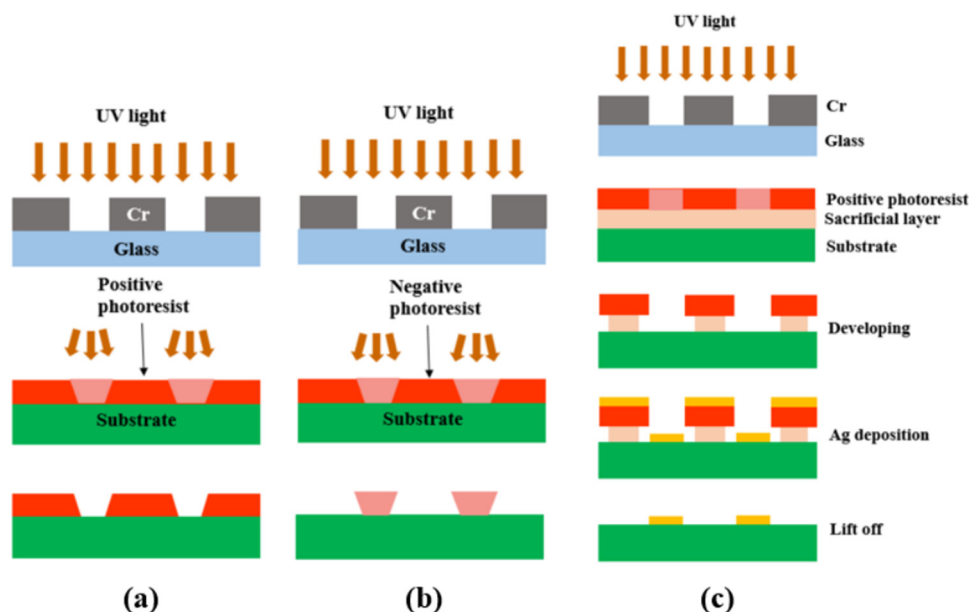 UV light
Cr
Glass
Positive
photoresist
Substrate
(a)
UV light
Cr
Glass
Negative
photoresist
Substrate
(b)
UV light
Cr
Glass
Positive photoresist
Sacrificial layer
Substrate
Developing
Ag deposition
Lift off
(c)